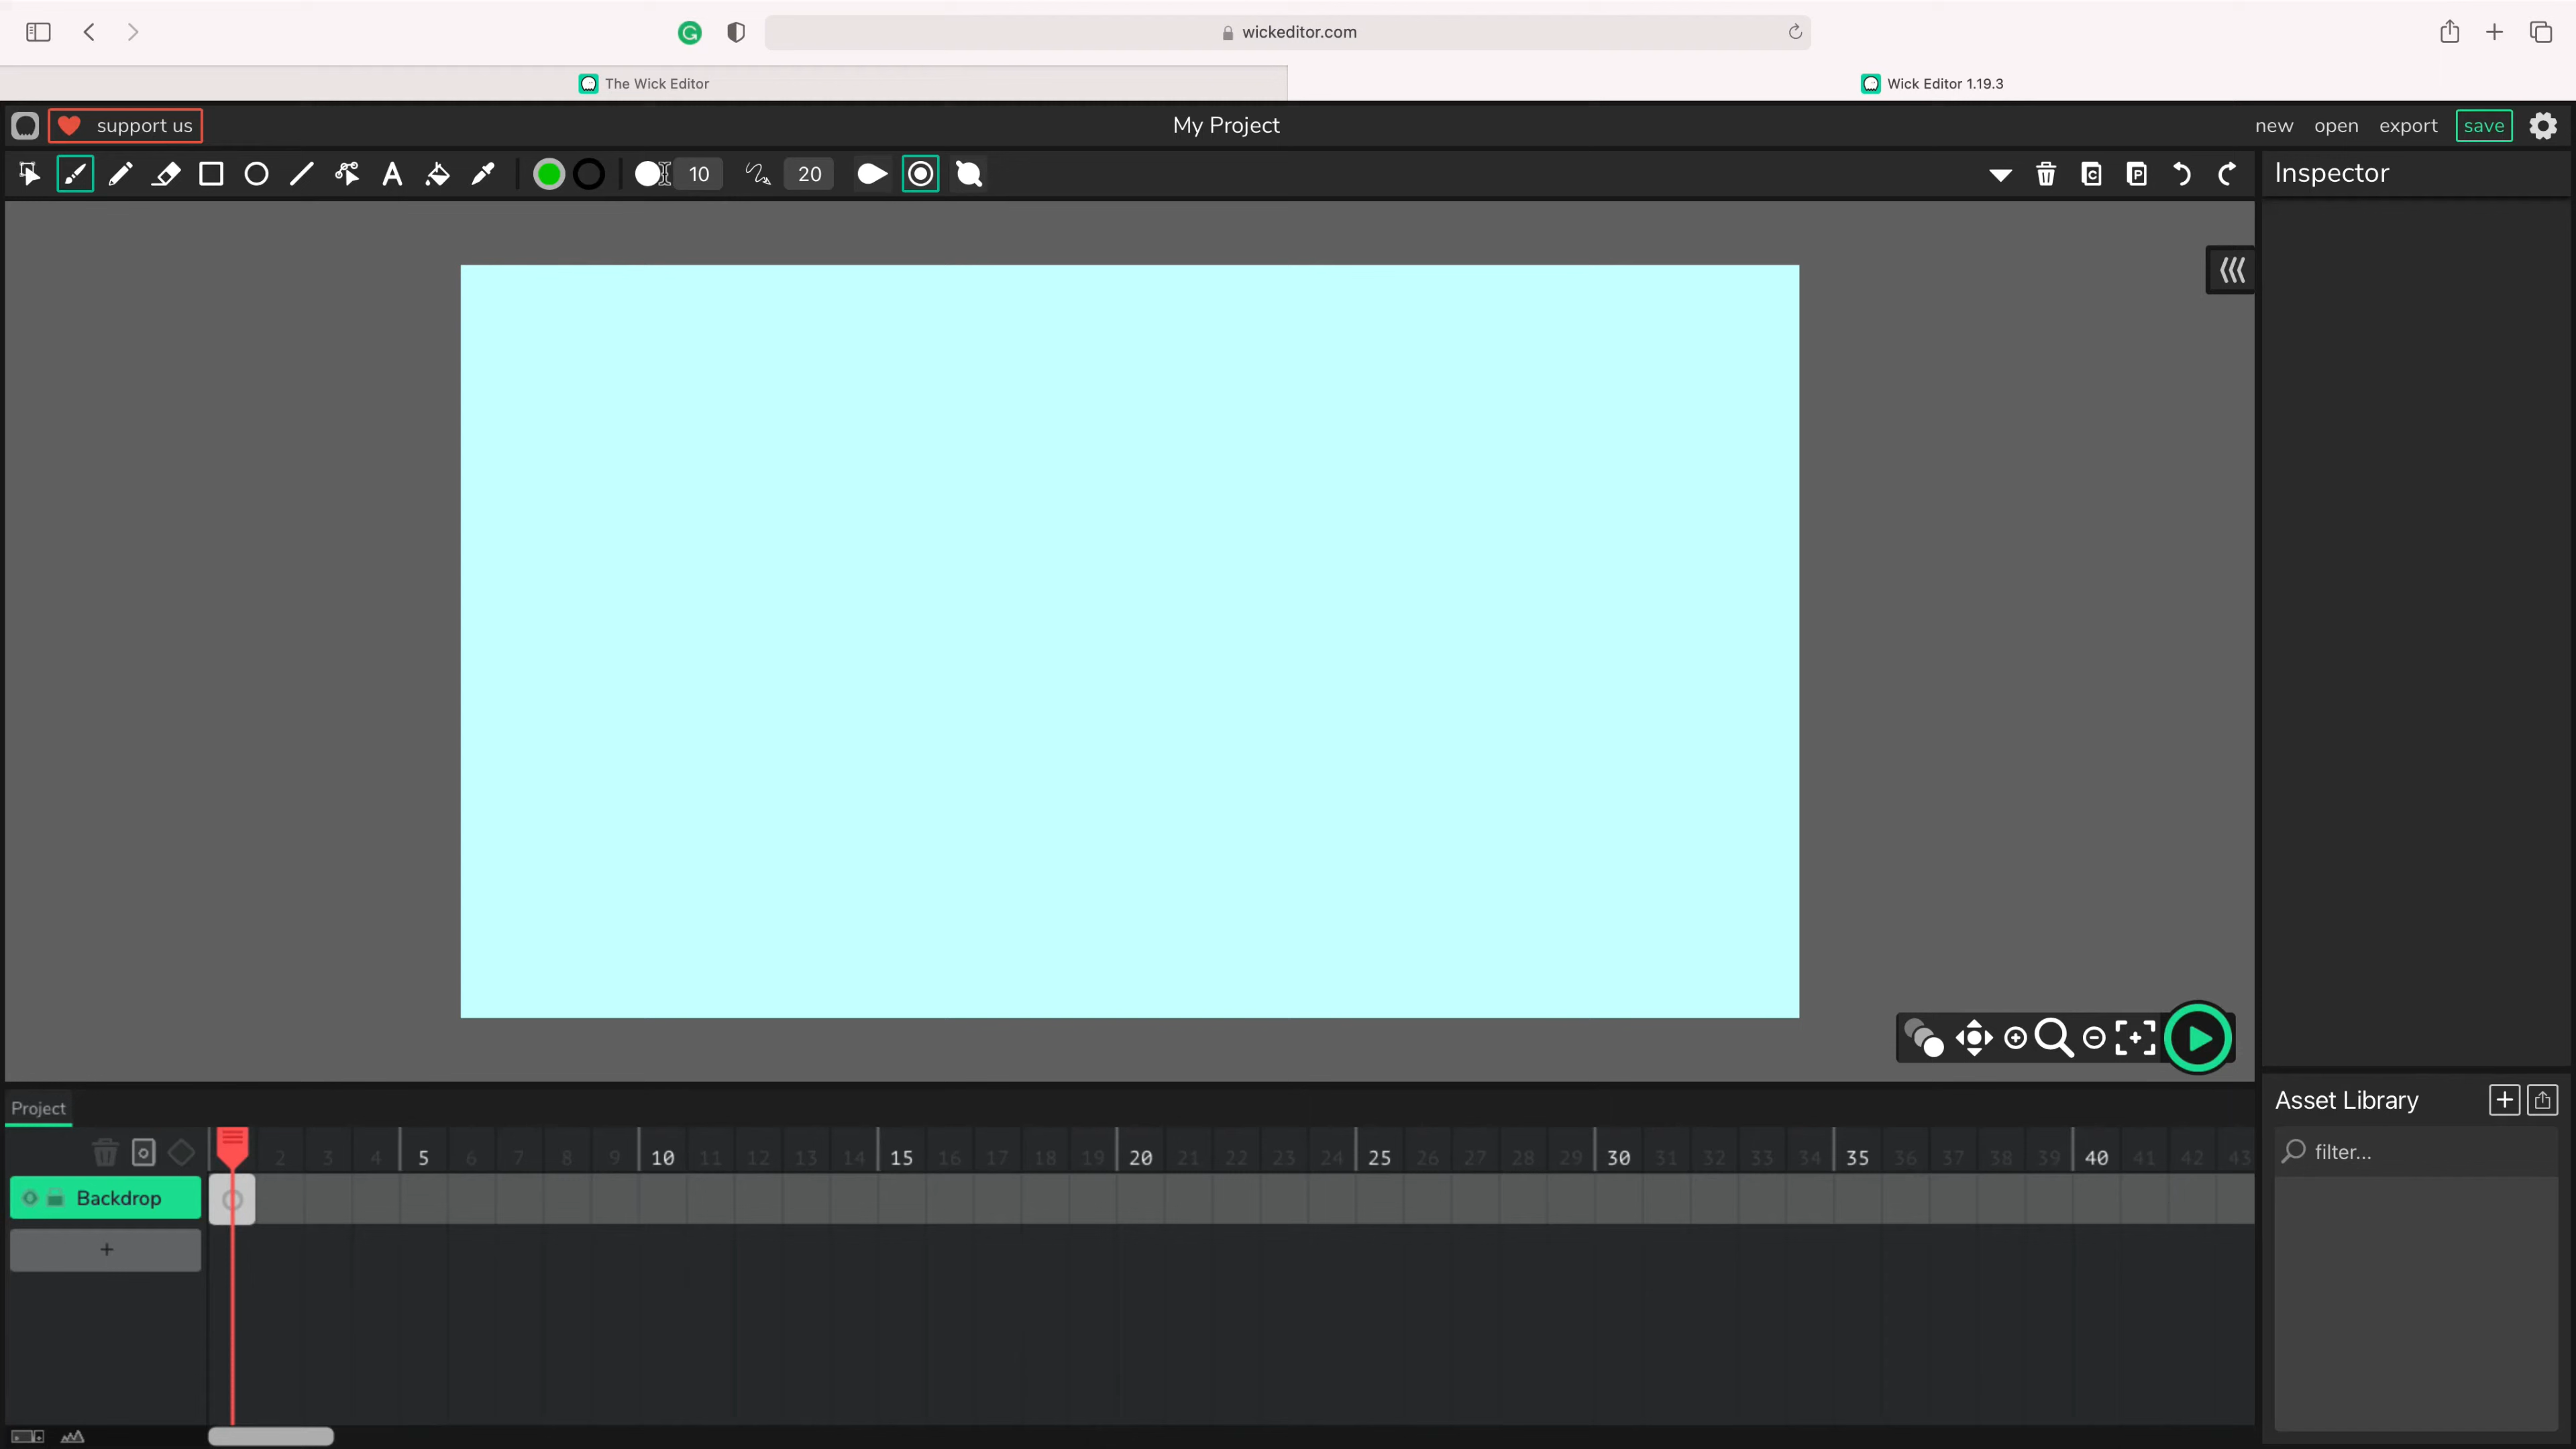 wickeditor.com
The Wick Editor
Wick Editor 1.19.3
support us
My Project
new open export save
10
20
C
P
Inspector
Project
2 3 4 5 6 7 8 9 10 11 12 13 14 15 16 17 18 19 20 21 22 23 24 25 26 27 28 29 30 31 32 33 34 35 36 37 38 39 40 41 42 43
Backdrop
+
Asset Library
filter...